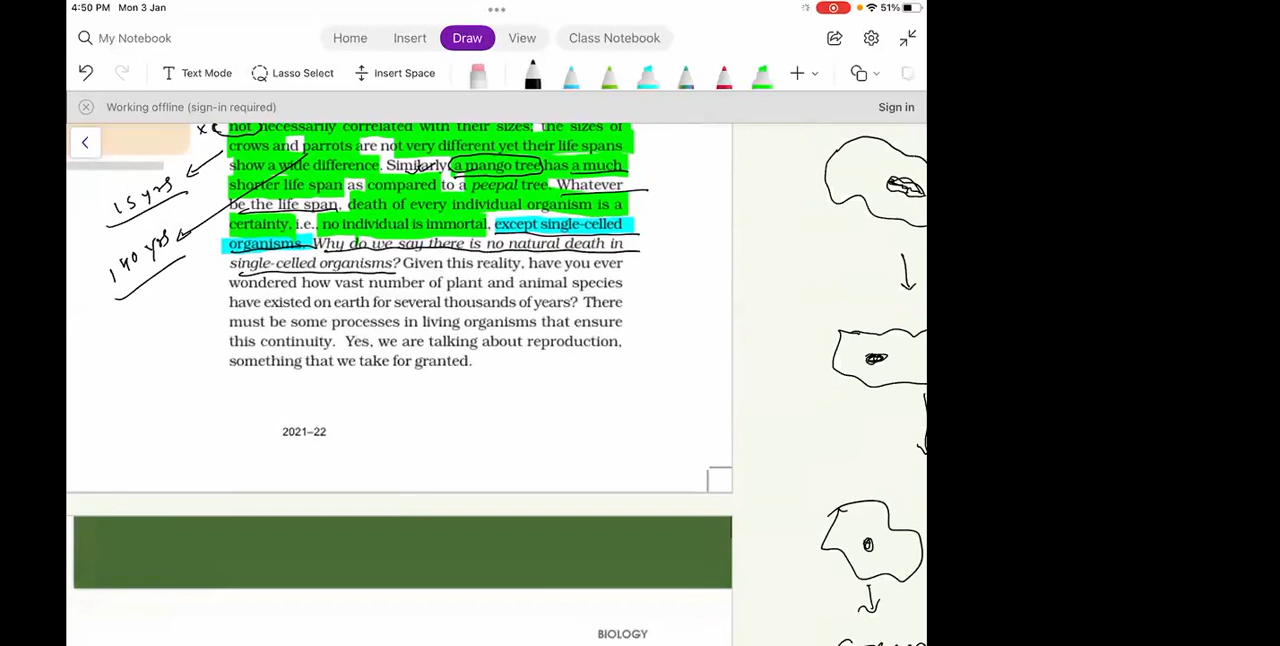 4:50 PM Mon 3 Jan
51%
My Notebook
Home Insert Draw View Class Notebook
Text Mode Lasso Select Insert Space
Working offline (sign-in required) Sign in
not necessarily correlated with their sizes; the sizes of
crows and parrots are not very different yet their life spans
show a wide difference. Similarly, a mango tree has a much
shorter life span as compared to a peepal tree. Whatever
be the life span, death of every individual organism is a
certainty, i.e., no individual is immortal, except single-celled
organisms. Why do we say there is no natural death in
single-celled organisms? Given this reality, have you ever
wondered how vast number of plant and animal species
have existed on earth for several thousands of years? There
must be some processes in living organisms that ensure
this continuity. Yes, we are talking about reproduction,
something that we take for granted.
15 yrs
140 yrs
2021–22
BIOLOGY